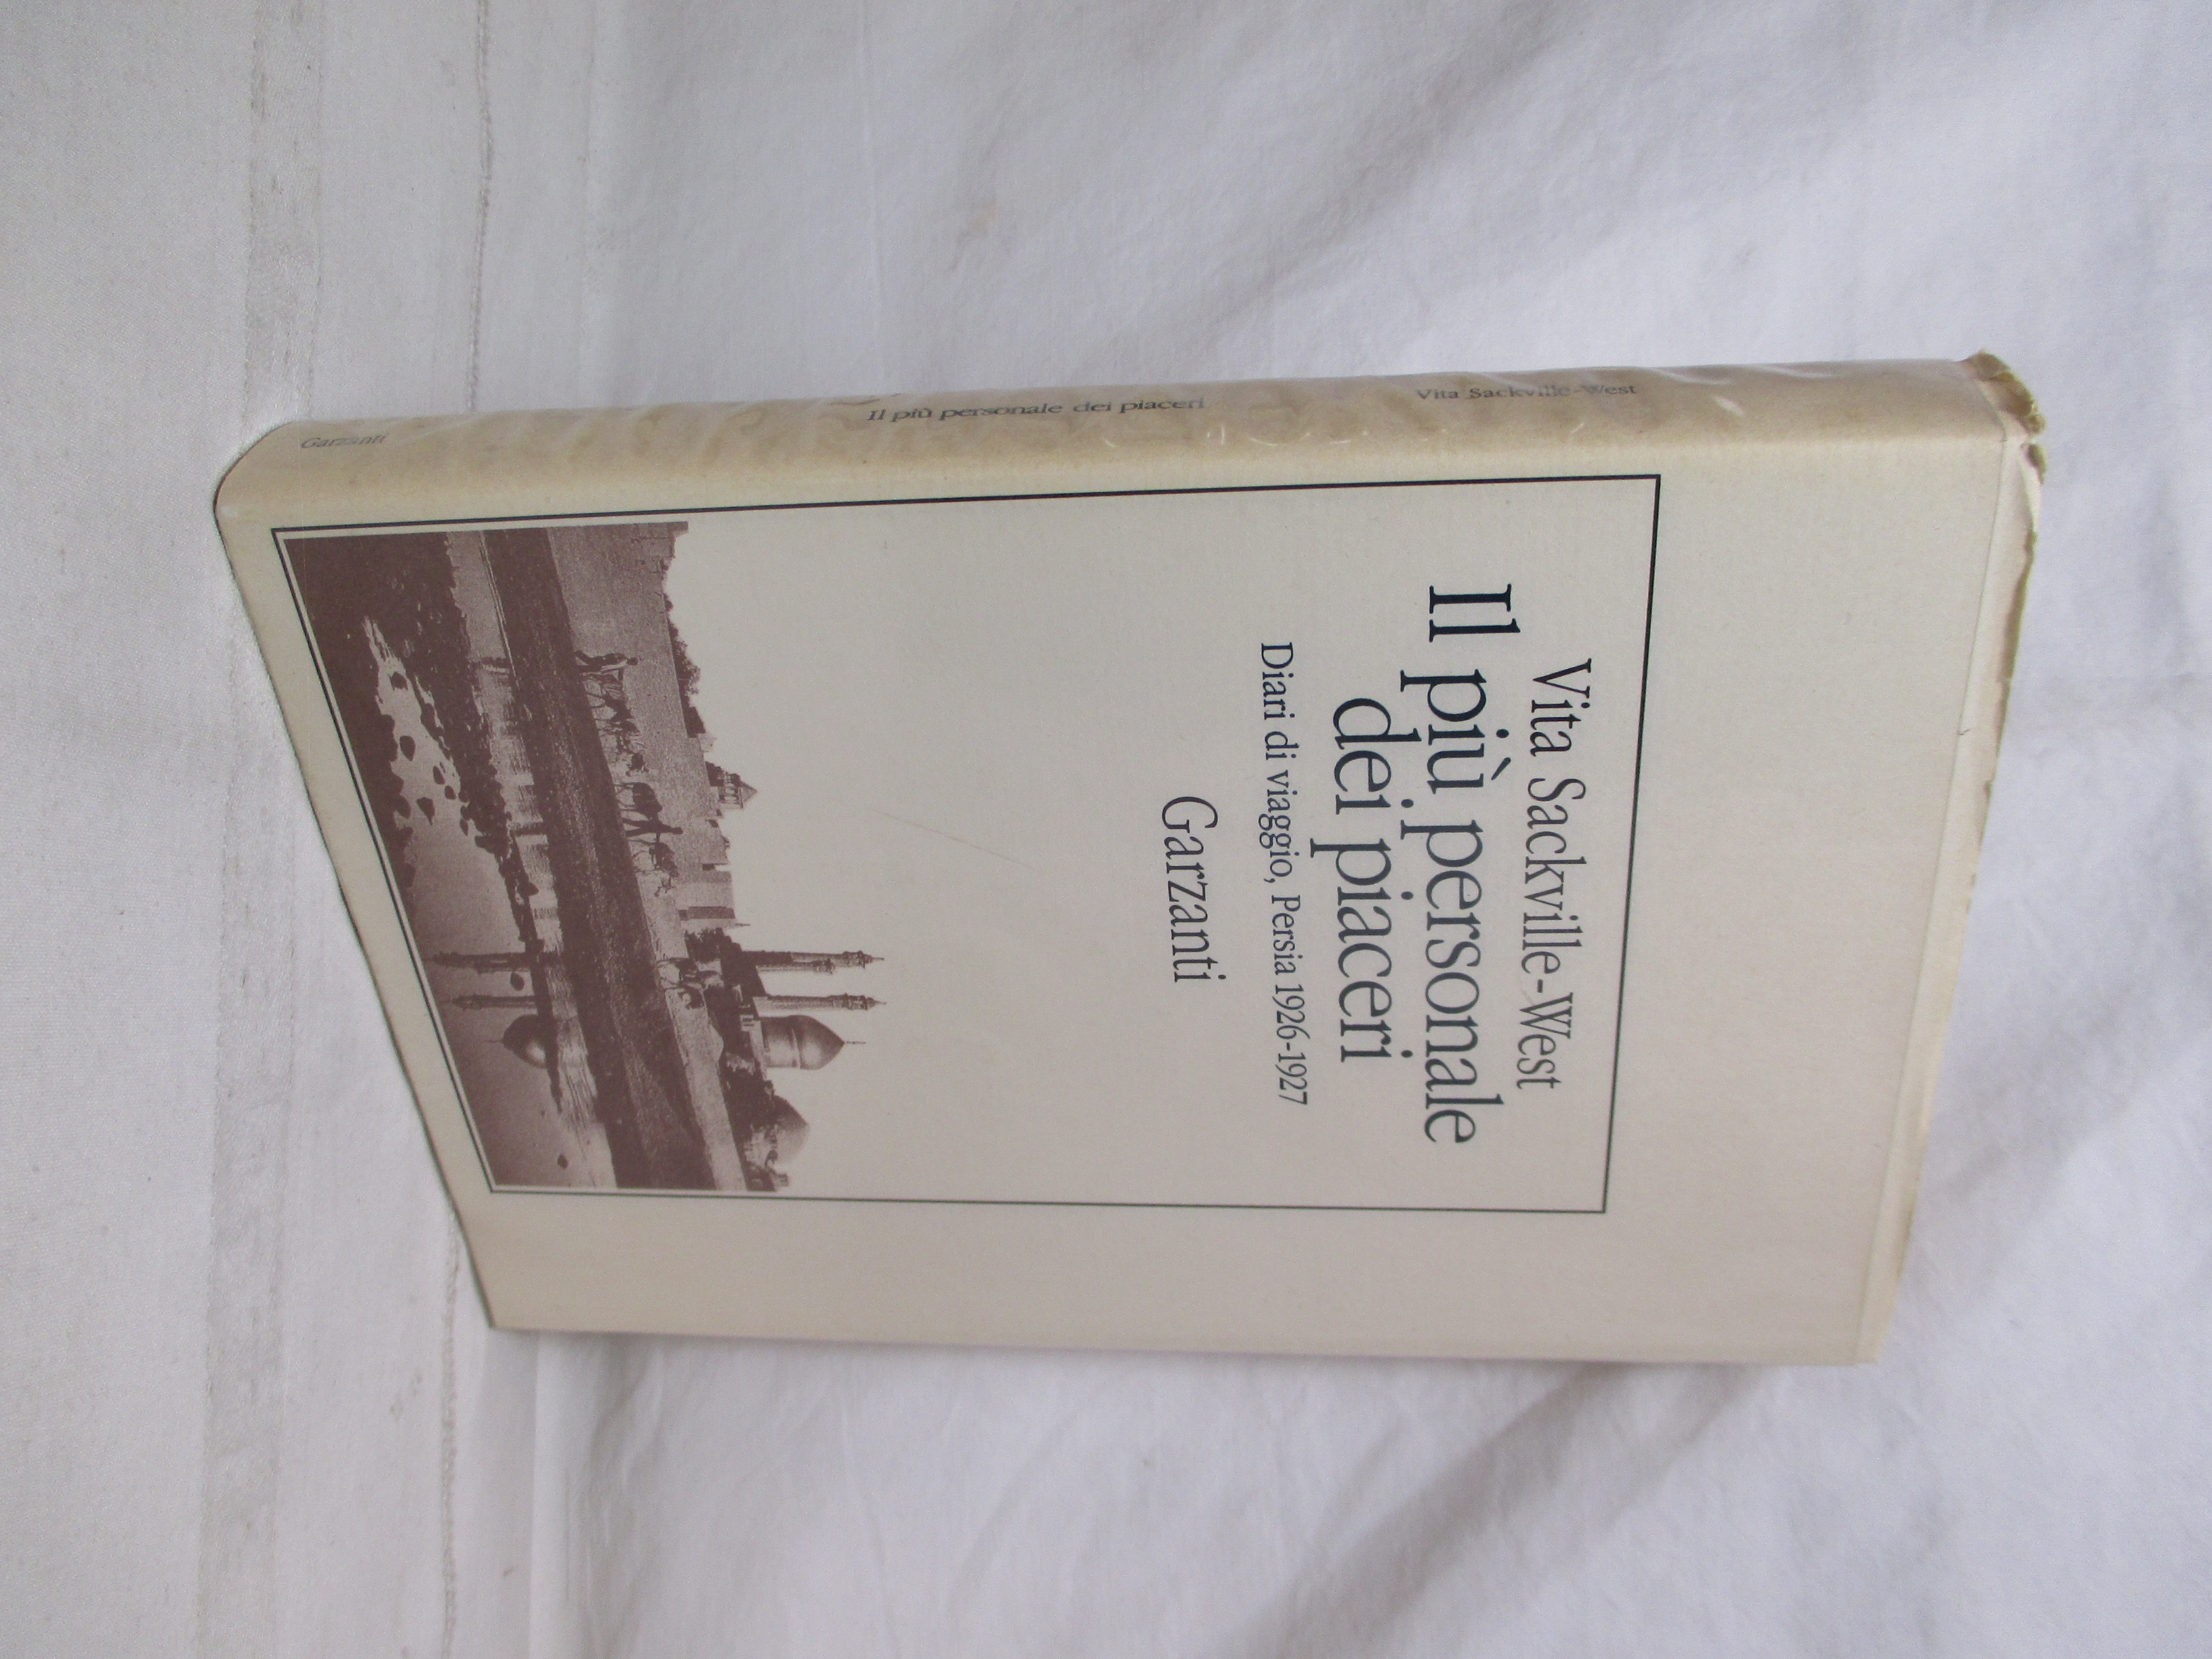 Vita Sackville-West
Il più personale
dei piaceri
Diari di viaggio, Persia 1926-1927
Garzanti
Vita Sackville-West
Il più personale dei piaceri
Garzanti